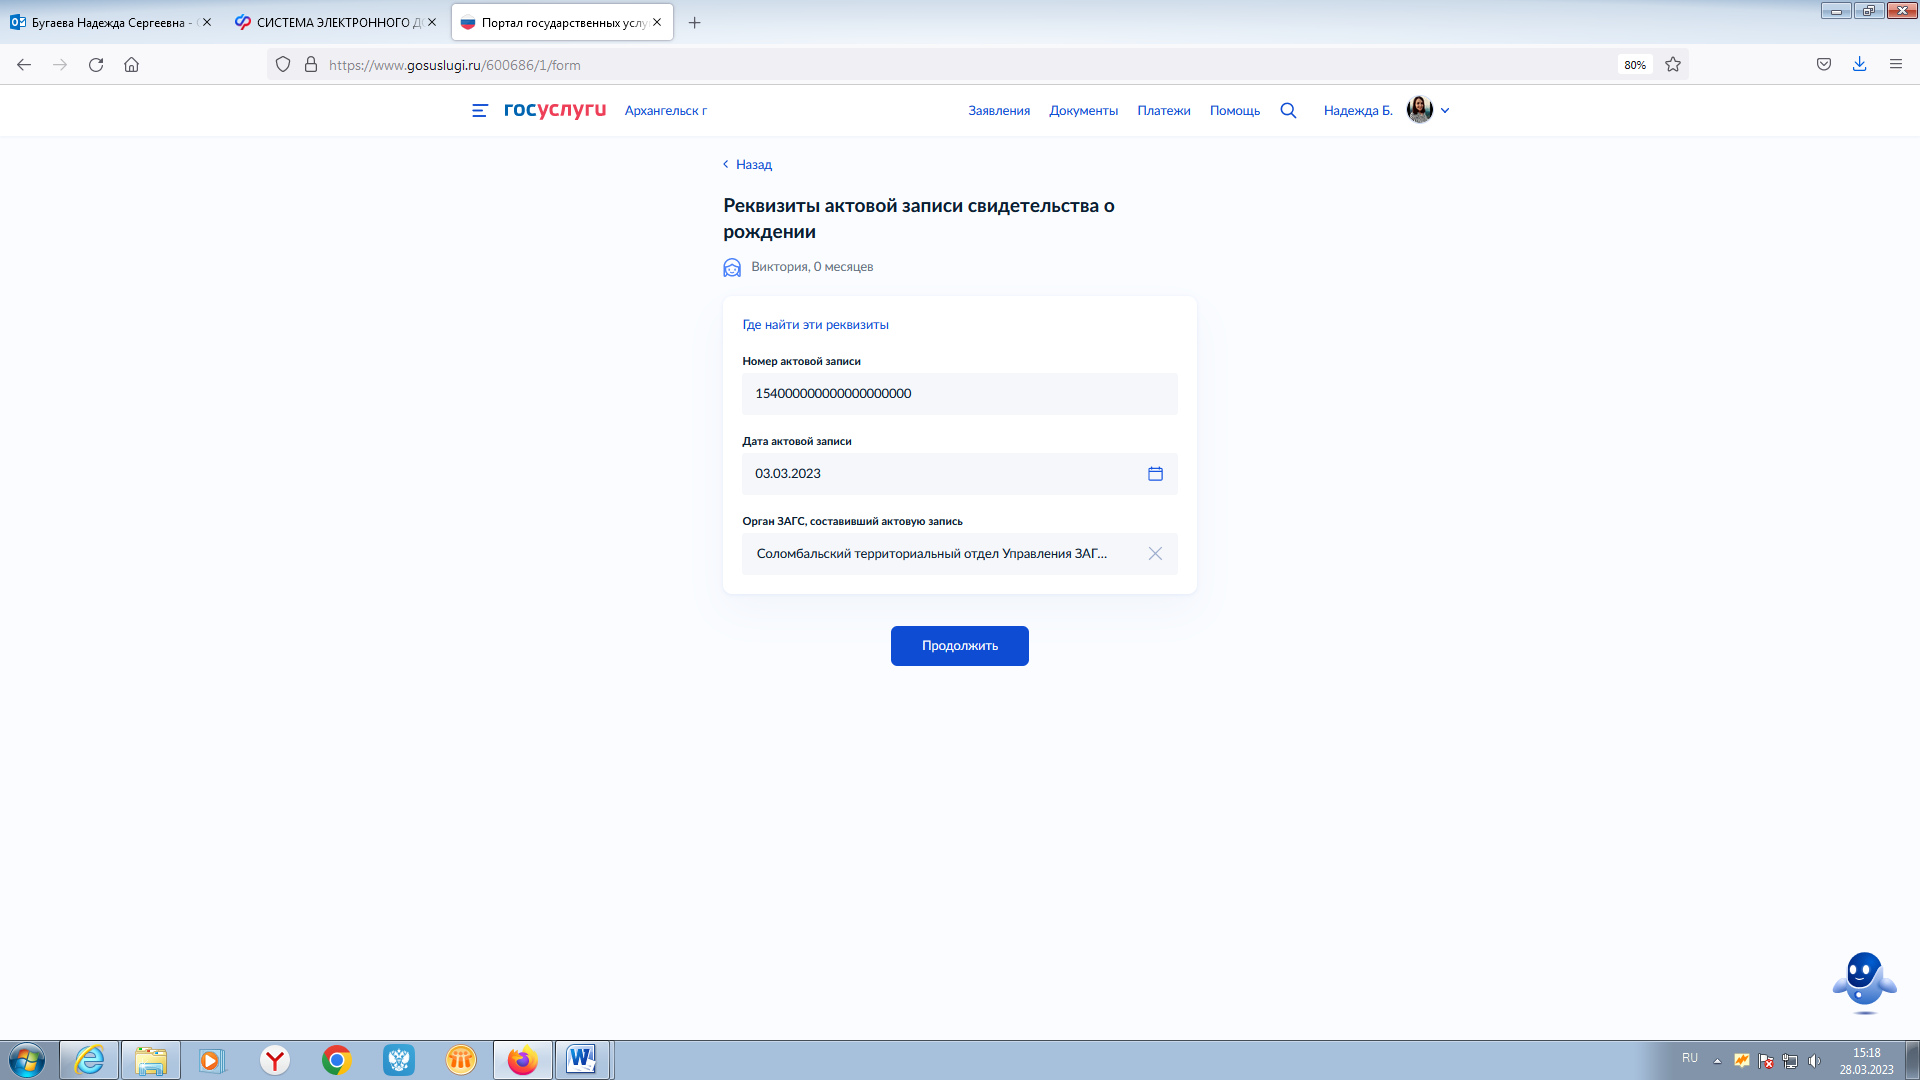 Бугаева Надежда Сергеевна -
СИСТЕМА ЭЛЕКТРОННОГО Д
Портал государственных услу
https://www.gosuslugi.ru/600686/1/form
80%
госуслуги
Архангельск г
Заявления
Документы
Платежи
Помощь
Надежда Б.
Назад
Реквизиты актовой записи свидетельства о
рождении
Виктория, 0 месяцев
Где найти эти реквизиты
Номер актовой записи
154000000000000000000
Дата актовой записи
03.03.2023
Орган ЗАГС, составивший актовую запись
Соломбальский территориальный отдел Управления ЗАГ...
Продолжить
RU
15:18
28.03.2023